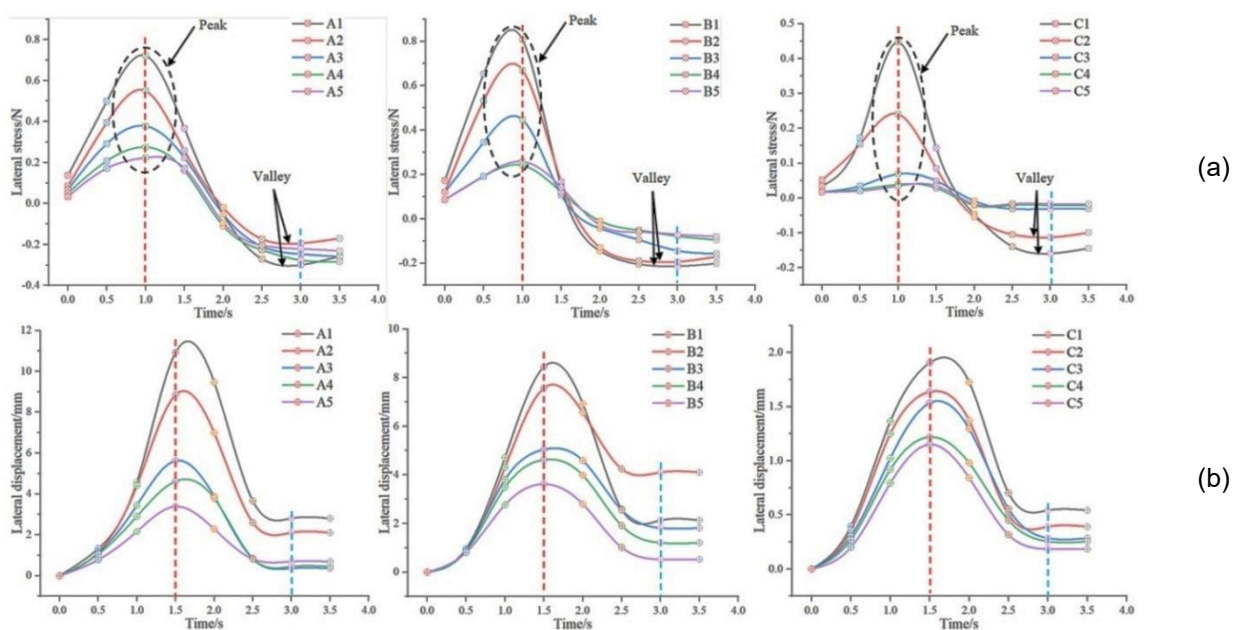 Peak
A1
A2
A3
A4
A5
Valley
Lateral stress/N
0.8
0.6
0.4
0.2
0.0
-0.2
-0.4
0.0 0.5 1.0 1.5 2.0 2.5 3.0 3.5 4.0
Time/s
Peak
B1
B2
B3
B4
B5
Valley
Lateral stress/N
0.8
0.6
0.4
0.2
0.0
-0.2
0.0 0.5 1.0 1.5 2.0 2.5 3.0 3.5 4.0
Time/s
Peak
C1
C2
C3
C4
C5
Valley
Lateral stress/N
0.5
0.4
0.3
0.2
0.1
0.0
-0.1
-0.2
0.0 0.5 1.0 1.5 2.0 2.5 3.0 3.5 4.0
Time/s
(a)
A1
A2
A3
A4
A5
Lateral displacement/mm
12
10
8
6
4
2
0
0.0 0.5 1.0 1.5 2.0 2.5 3.0 3.5 4.0
Time/s
B1
B2
B3
B4
B5
Lateral displacement/mm
10
8
6
4
2
0
0.0 0.5 1.0 1.5 2.0 2.5 3.0 3.5 4.0
Time/s
C1
C2
C3
C4
C5
Lateral displacement/mm
2.0
1.5
1.0
0.5
0.0
0.0 0.5 1.0 1.5 2.0 2.5 3.0 3.5 4.0
Time/s
(b)